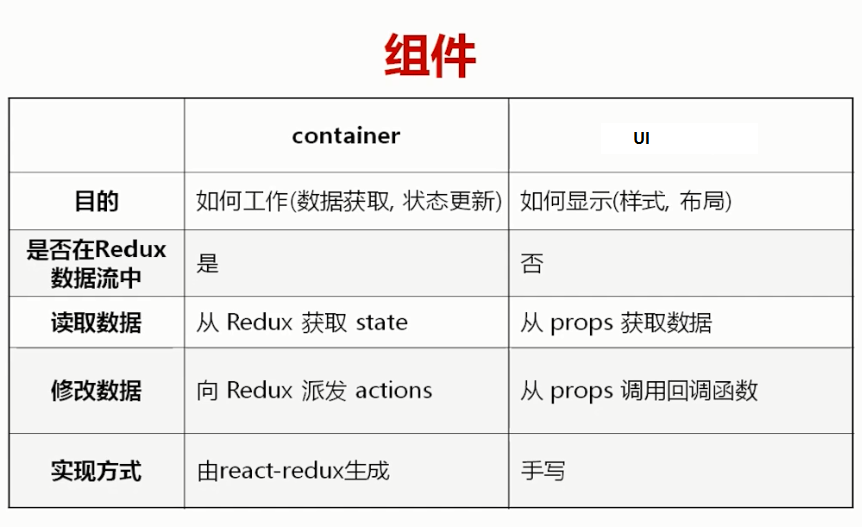 组件
container
UI
目的
如何工作(数据获取, 状态更新)
如何显示(样式, 布局)
是否在Redux
数据流中
是
否
读取数据
从 Redux 获取 state
从 props 获取数据
修改数据
向 Redux 派发 actions
从 props 调用回调函数
实现方式
由react-redux生成
手写